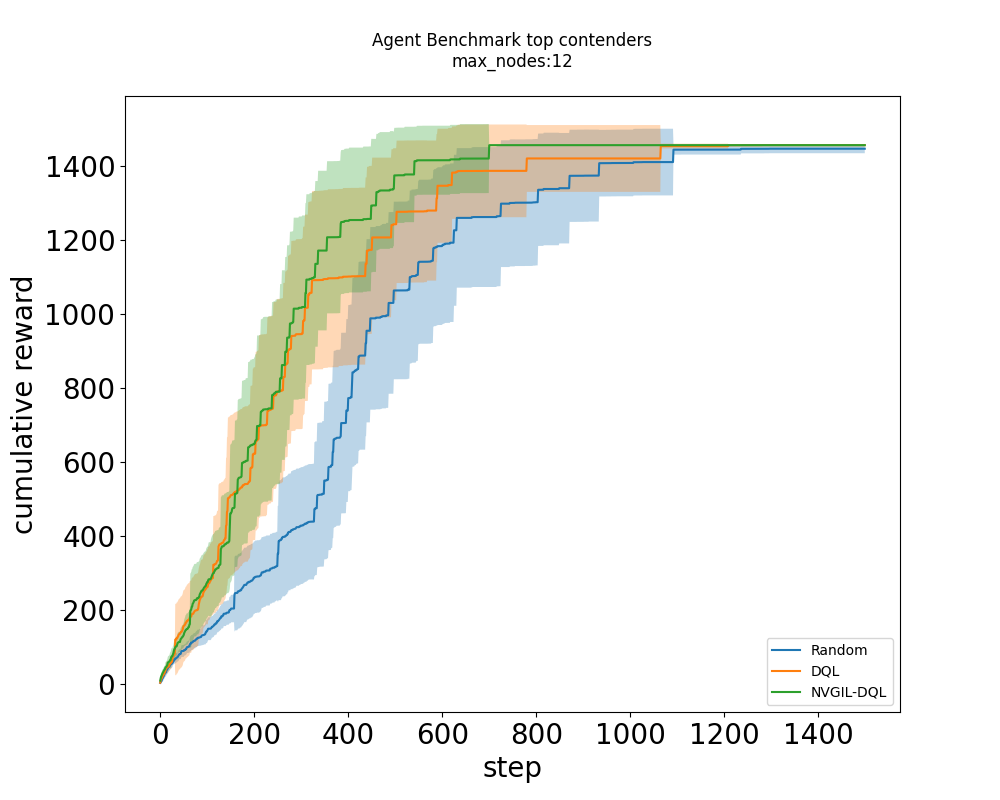 Agent Benchmark top contenders
max_nodes:12
cumulative reward
1400
1200
1000
800
600
400
200
0
0 200 400 600 800 1000 1200 1400
step
Random
DQL
NVGIL-DQL